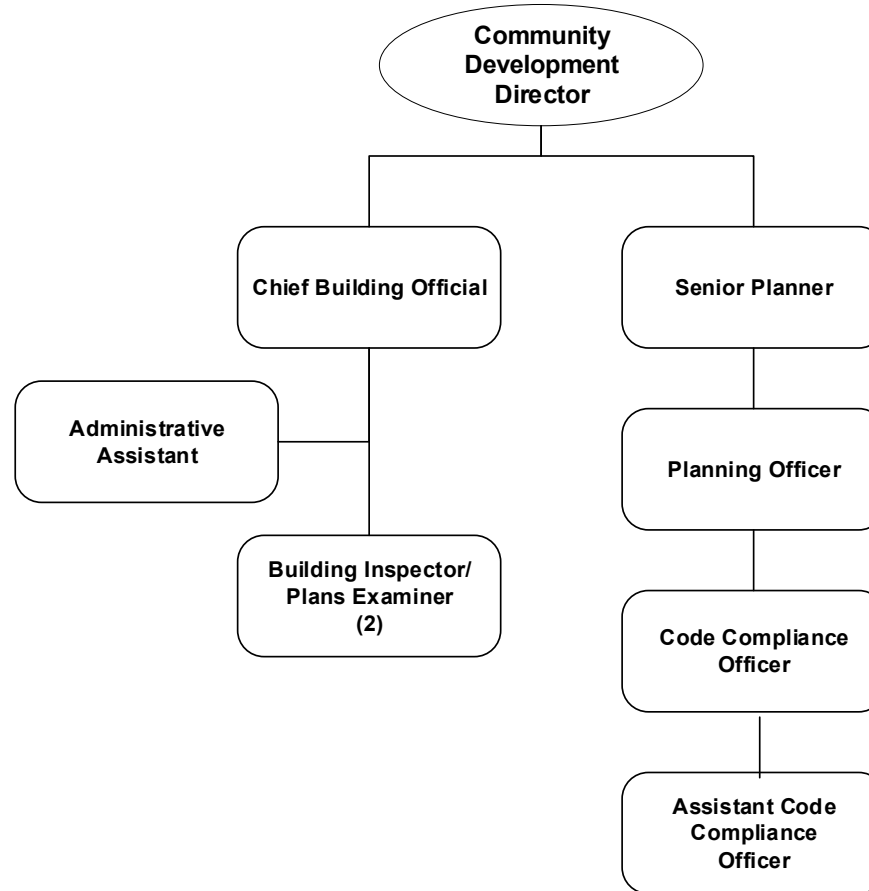 Community
Development
Director
Chief Building Official
Senior Planner
Administrative
Assistant
Planning Officer
Building Inspector/
Plans Examiner
(2)
Code Compliance
Officer
Assistant Code
Compliance
Officer